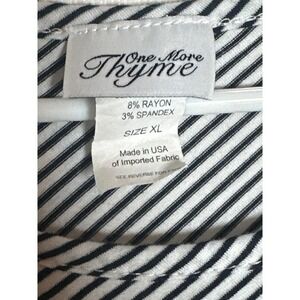 One More
Thyme
8% RAYON
3% SPANDEX
SIZE XL
Made in USA
of Imported Fabric
SEE REVERSE FOR